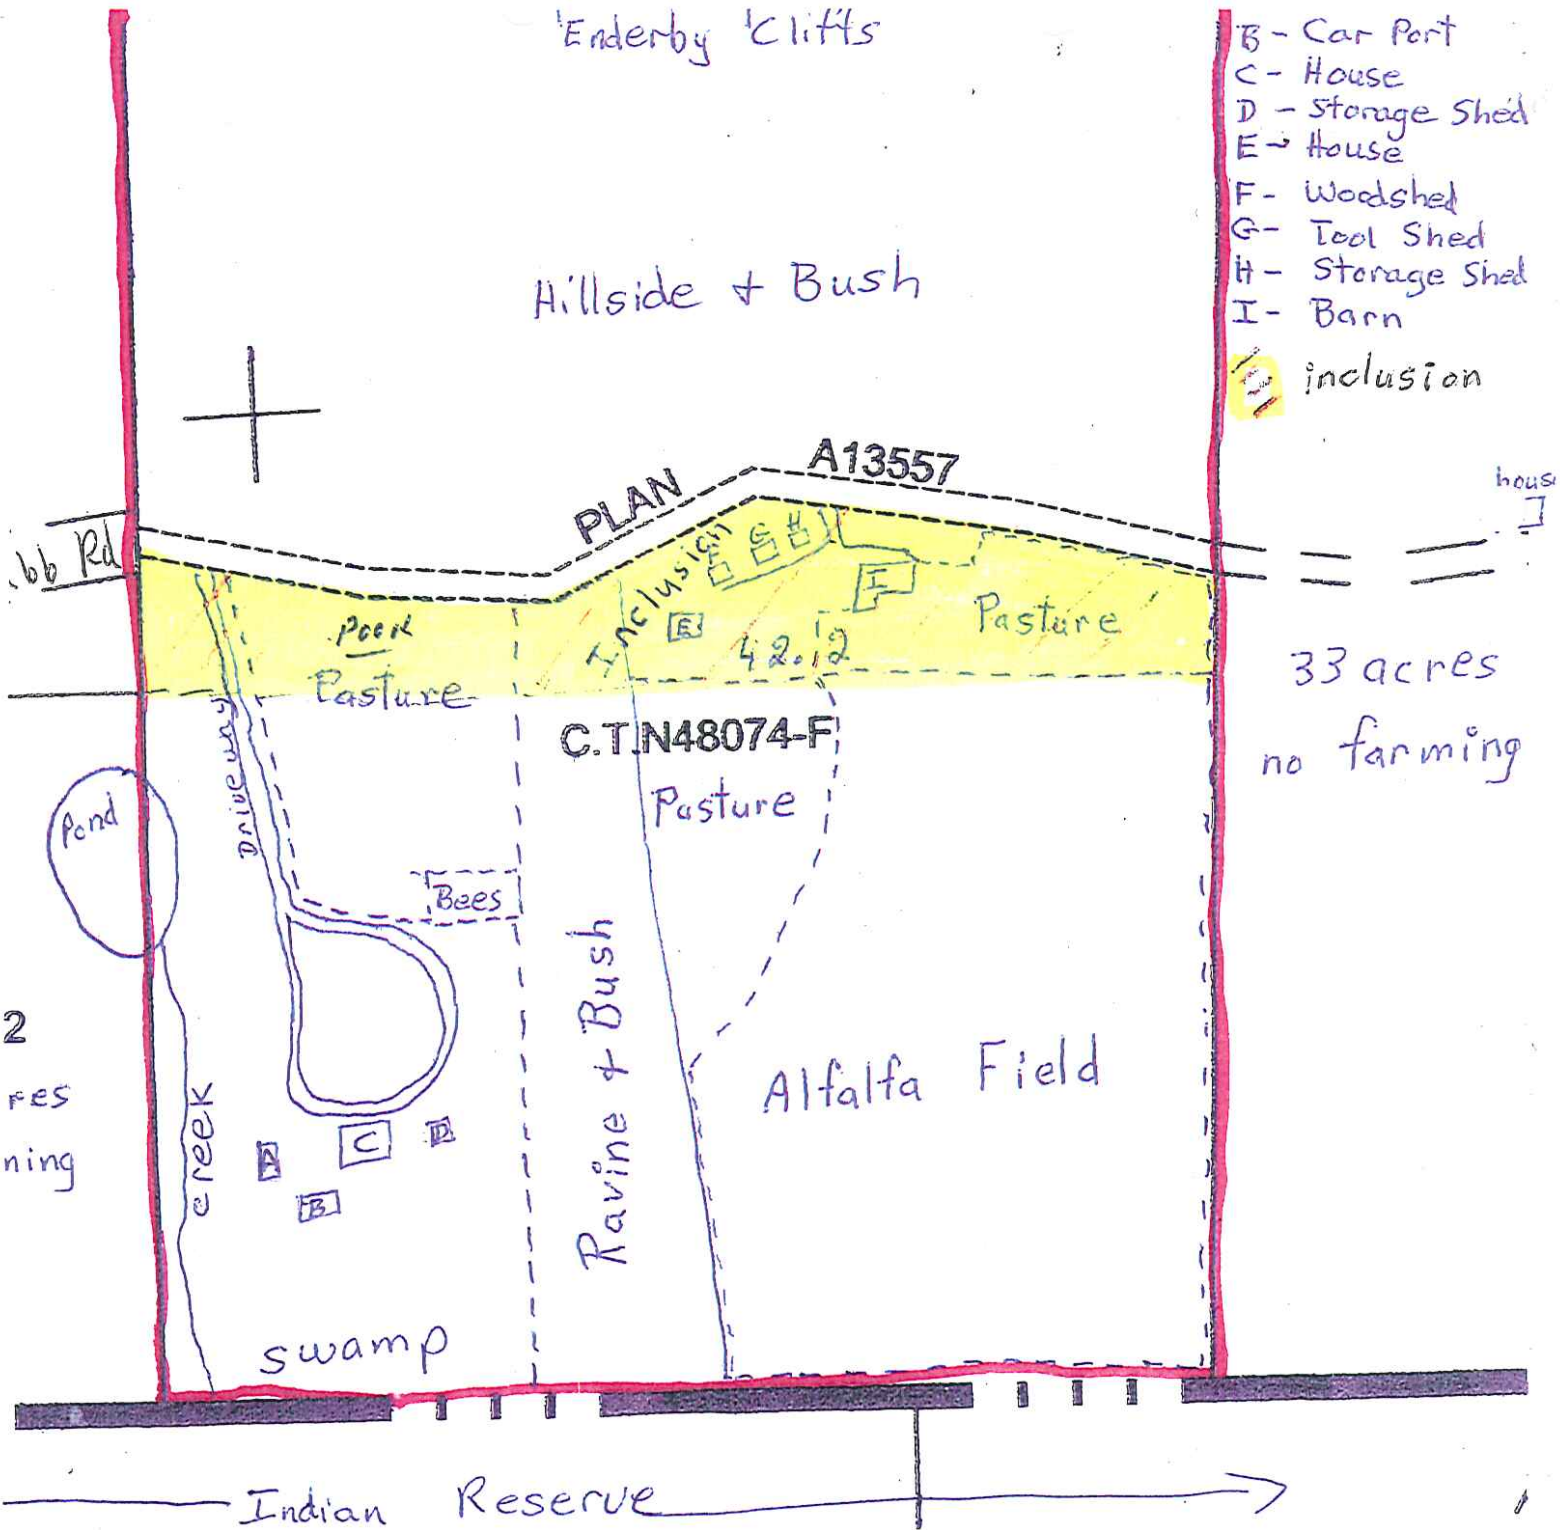 'Enderby 'Cliffs
B - Car Port
C - House
D - Storage Shed
E - House
F - Woodshed
G - Tool Shed
H - Storage Shed
I - Barn
inclusion
Hillside + Bush
PLAN A13557
house
bb Rd
Inclusion
F G H
I
E
Poor
Pasture
Pasture
42.12
33 acres
no farming
C.T.N48074-F
Driveway
Pasture
Pond
Bees
Ravine + Bush
2
res
ning
creek
Alfalfa Field
A
B
C
D
swamp
Indian Reserve